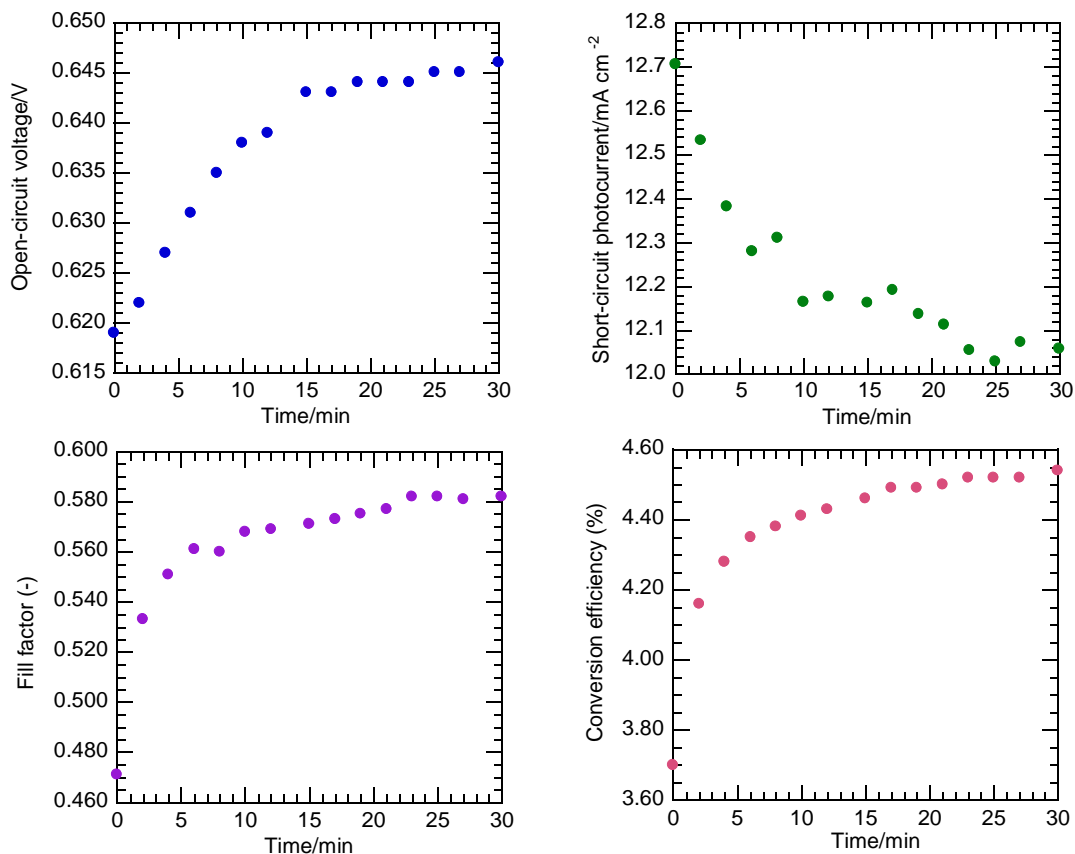 Open-circuit voltage/V
0.650
0.645
0.640
0.635
0.630
0.625
0.620
0.615
0 5 10 15 20 25 30
Time/min
Short-circuit photocurrent/mA cm -2
12.8
12.7
12.6
12.5
12.4
12.3
12.2
12.1
12.0
0 5 10 15 20 25 30
Time/min
Fill factor (-)
0.600
0.580
0.560
0.540
0.520
0.500
0.480
0.460
0 5 10 15 20 25 30
Time/min
Conversion efficiency (%)
4.60
4.40
4.20
4.00
3.80
3.60
0 5 10 15 20 25 30
Time/min